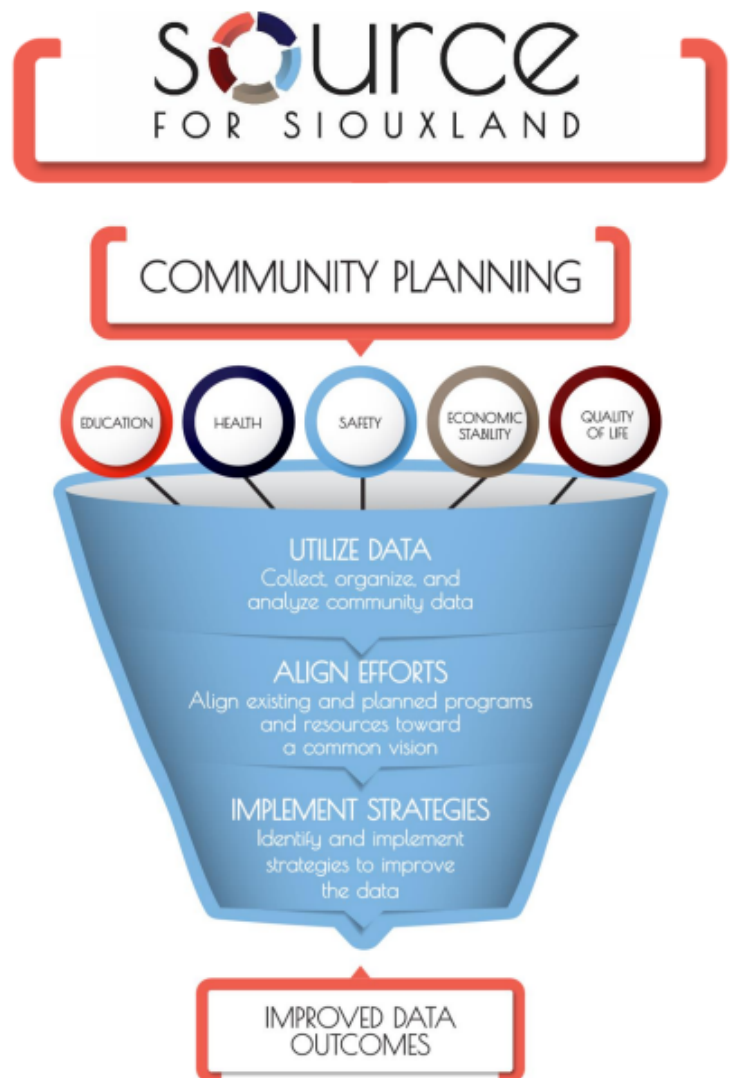 source
FOR SIOUXLAND
COMMUNITY PLANNING
EDUCATION
HEALTH
SAFETY
ECONOMIC
STABILITY
QUALITY
OF LIFE
UTILIZE DATA
Collect, organize, and
analyze community data
ALIGN EFFORTS
Align existing and planned programs
and resources toward
a common vision
IMPLEMENT STRATEGIES
Identify and implement
strategies to improve
the data
IMPROVED DATA
OUTCOMES